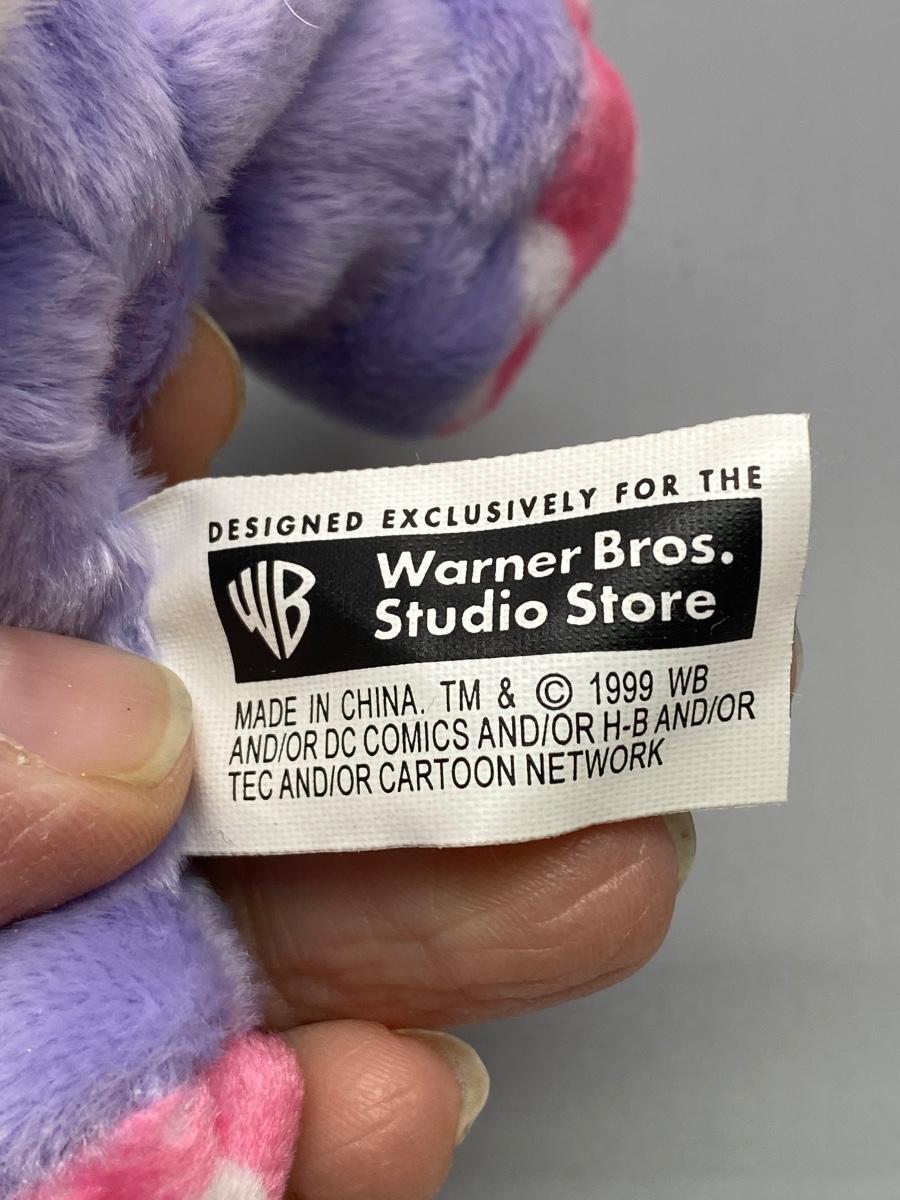 DESIGNED EXCLUSIVELY FOR THE
WB
Warner Bros.
Studio Store
MADE IN CHINA. TM & © 1999 WB
AND/OR DC COMICS AND/OR H-B AND/OR
TEC AND/OR CARTOON NETWORK